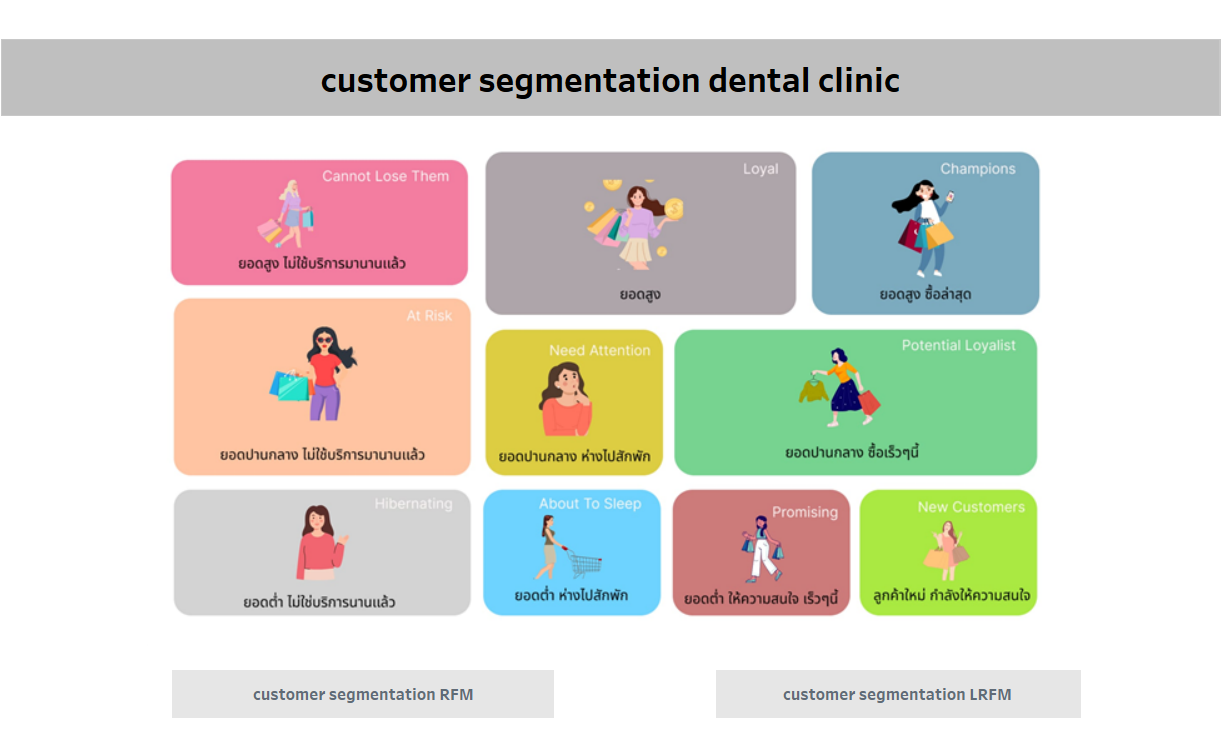 customer segmentation dental clinic
Cannot Lose Them
ยอดสูง ไม่ใช้บริการมานานแล้ว
Loyal
ยอดสูง
Champions
ยอดสูง ซื้อล่าสุด
At Risk
ยอดปานกลาง ไม่ใช้บริการมานานแล้ว
Need Attention
ยอดปานกลาง ห่างไปสักพัก
Potential Loyalist
ยอดปานกลาง ซื้อเร็วๆนี้
Hibernating
ยอดต่ำ ไม่ใช่บริการนานแล้ว
About To Sleep
ยอดต่ำ ห่างไปสักพัก
Promising
ยอดต่ำ ให้ความสนใจ เร็วๆนี้
New Customers
ลูกค้าใหม่ กำลังให้ความสนใจ
customer segmentation RFM
customer segmentation LRFM